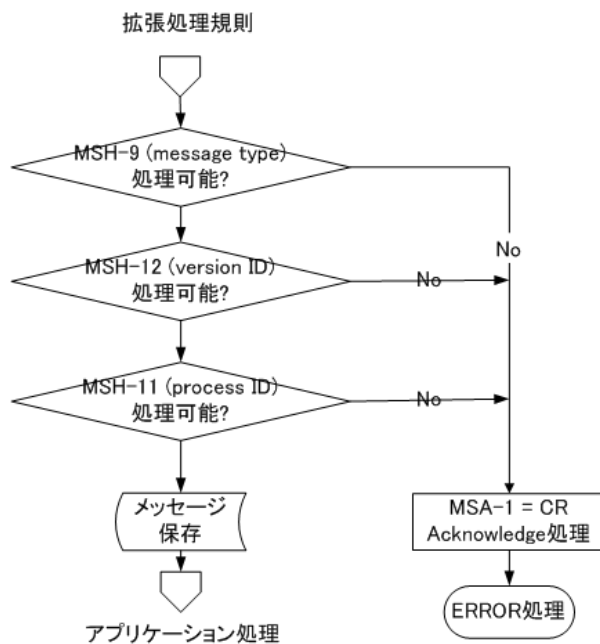 拡張処理規則
MSH-9 (message type)
処理可能?
No
MSH-12 (version ID)
処理可能?
No
MSH-11 (process ID)
処理可能?
No
メッセージ
保存
MSA-1 = CR
Acknowledge処理
ERROR処理
アプリケーション処理